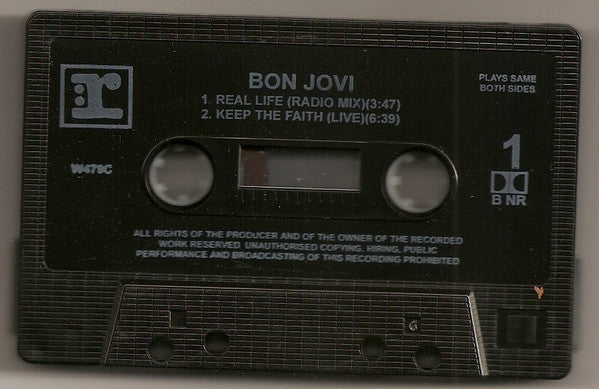 BON JOVI
1. REAL LIFE (RADIO MIX)(3:47)
2. KEEP THE FAITH (LIVE)(6:39)
PLAYS SAME
BOTH SIDES
r
W479C
1
B NR
ALL RIGHTS OF THE PRODUCER AND OF THE OWNER OF THE RECORDED
WORK RESERVED. UNAUTHORISED COPYING, HIRING, PUBLIC
PERFORMANCE AND BROADCASTING OF THIS RECORDING PROHIBITED